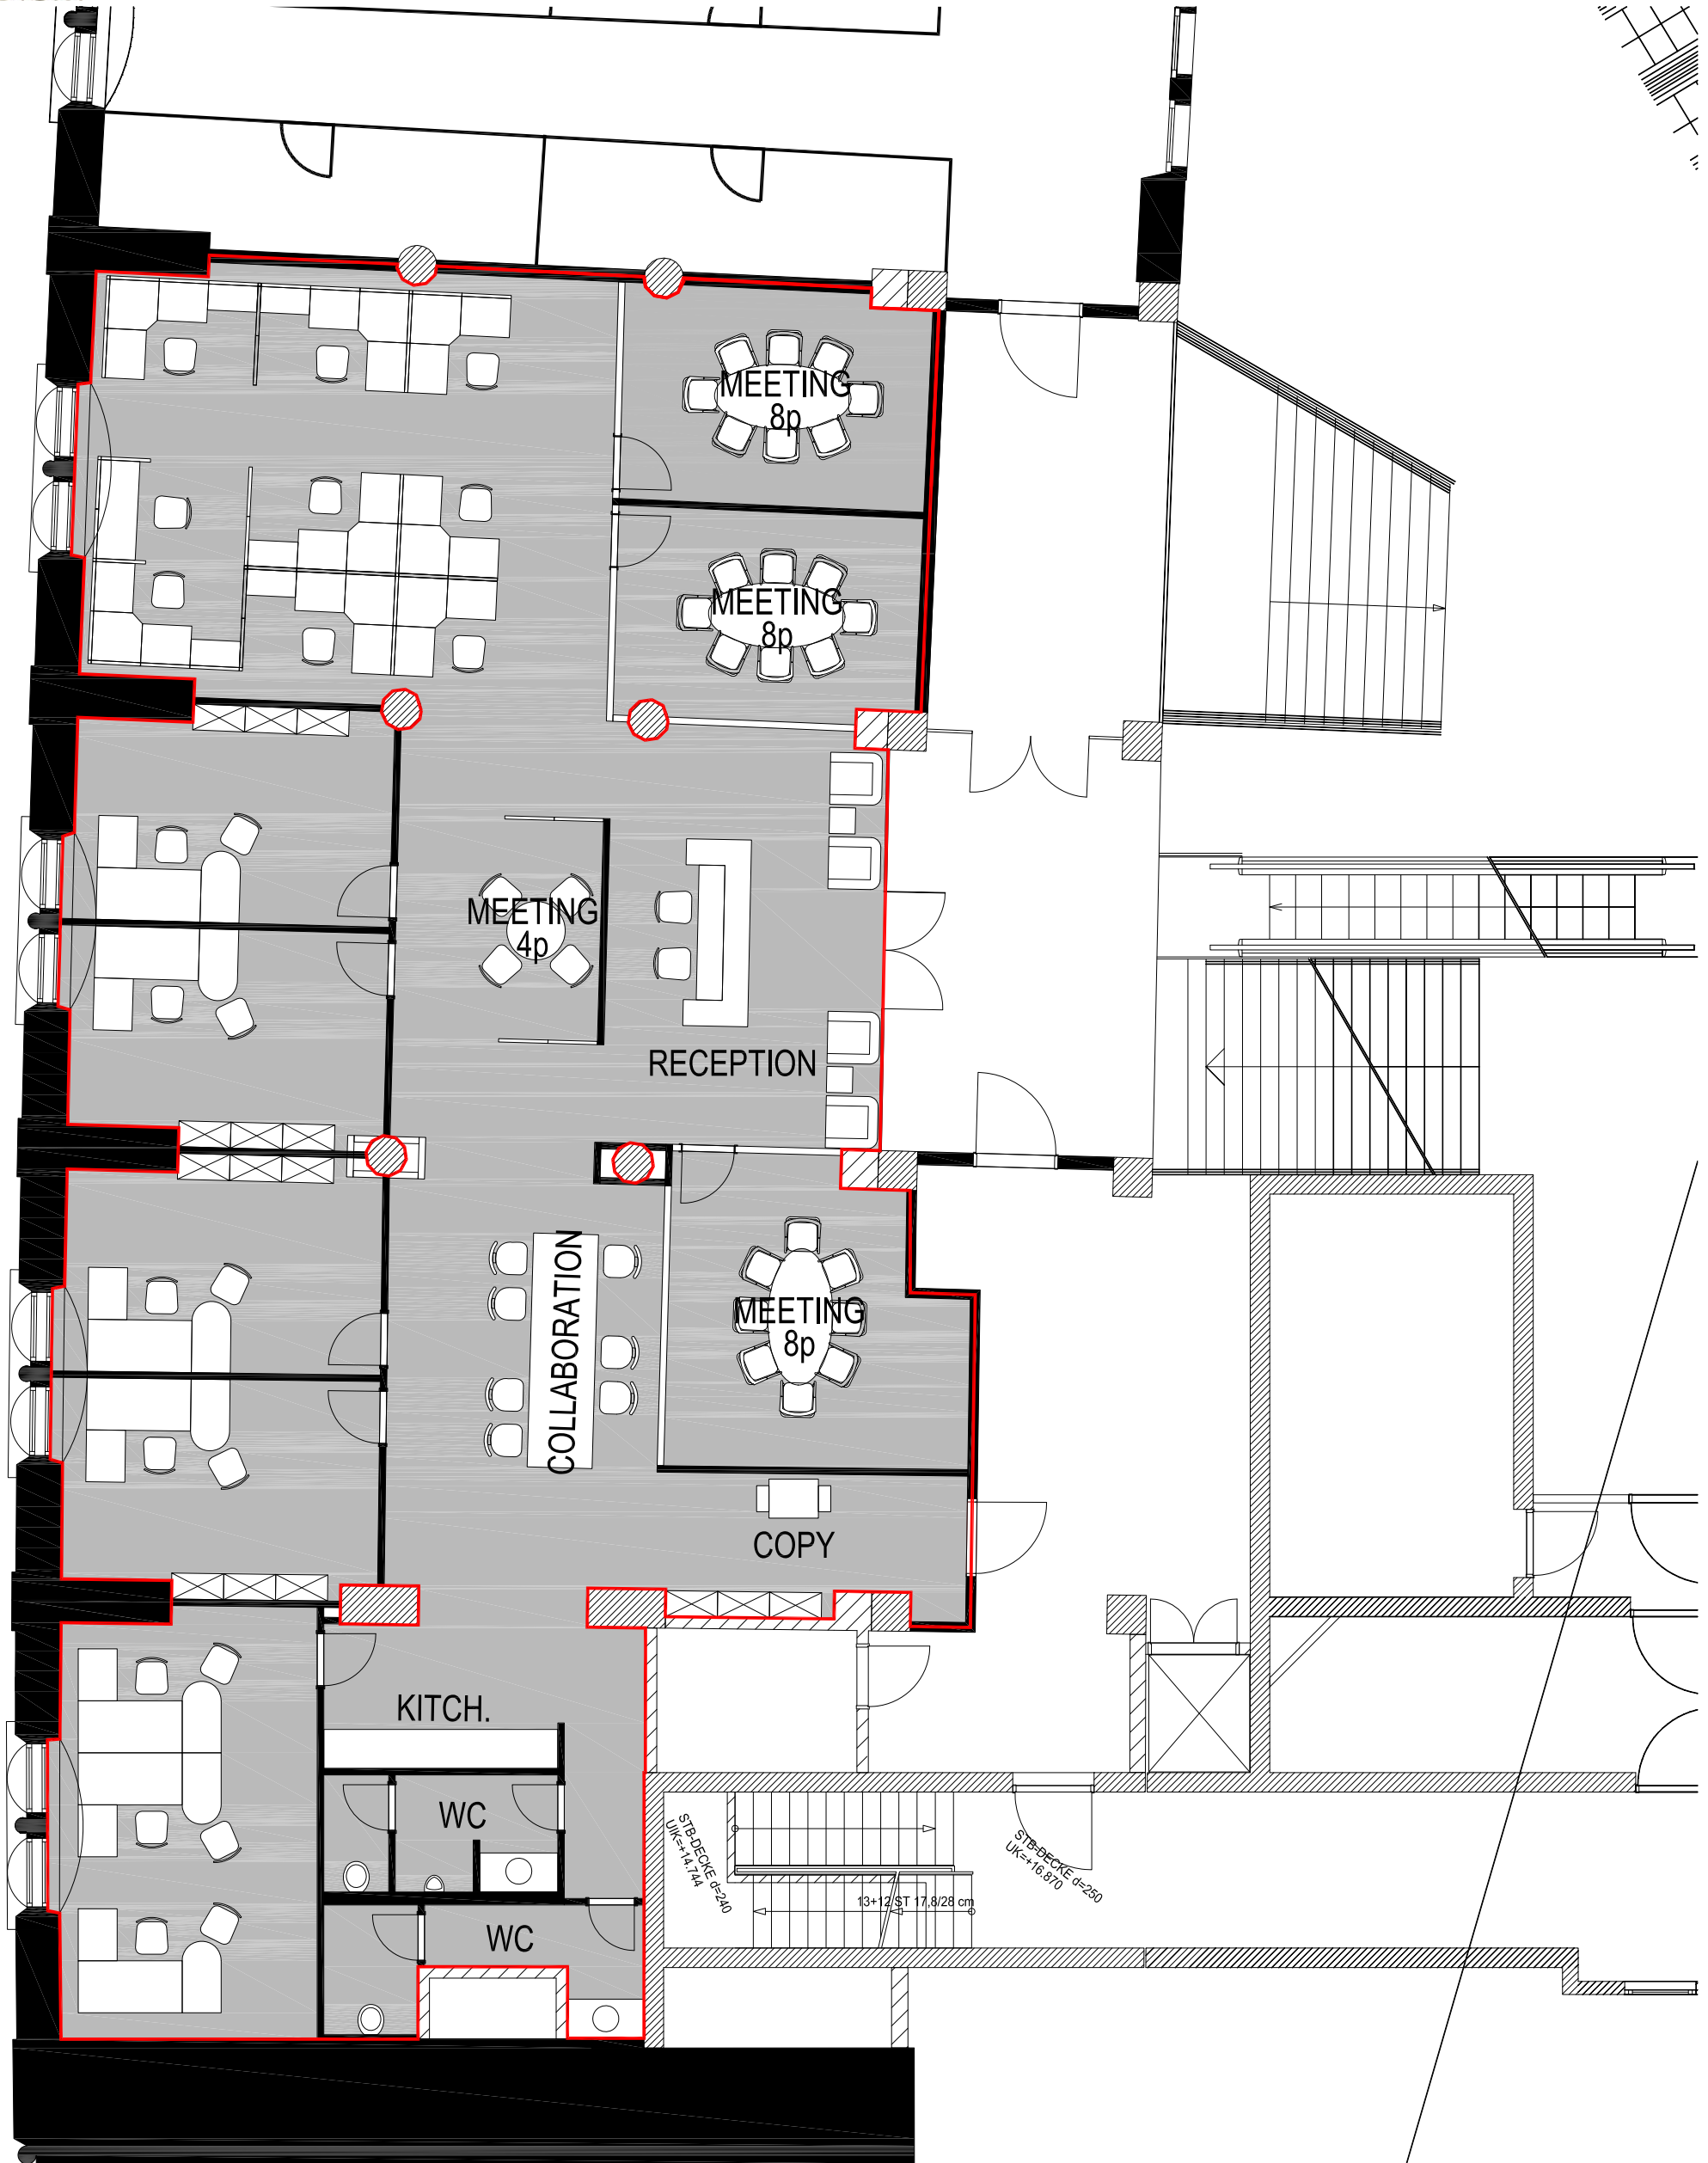 MEETING
8p
MEETING
8p
MEETING
4p
RECEPTION
COLLABORATION
MEETING
8p
COPY
KITCH.
WC
WC
STB-DECKE d=240
UIK=+14.744
STB-DECKE d=250
UK=+16.870
13+12 ST 17,8/28 cm